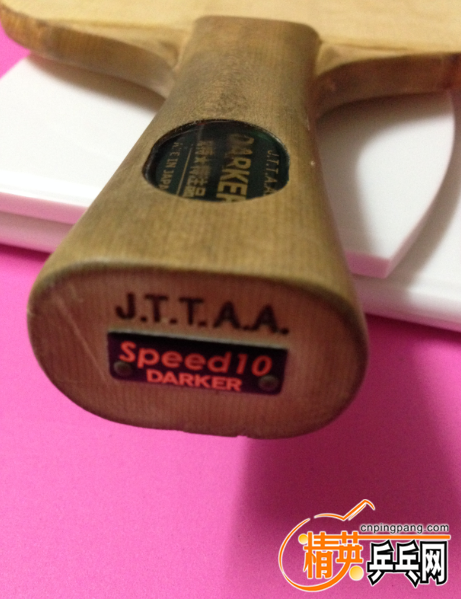 J.T.T.A.A.
DARKER
J.T.T.A.A.
Speed10
DARKER
cnpingpang.com
精英乒乓网